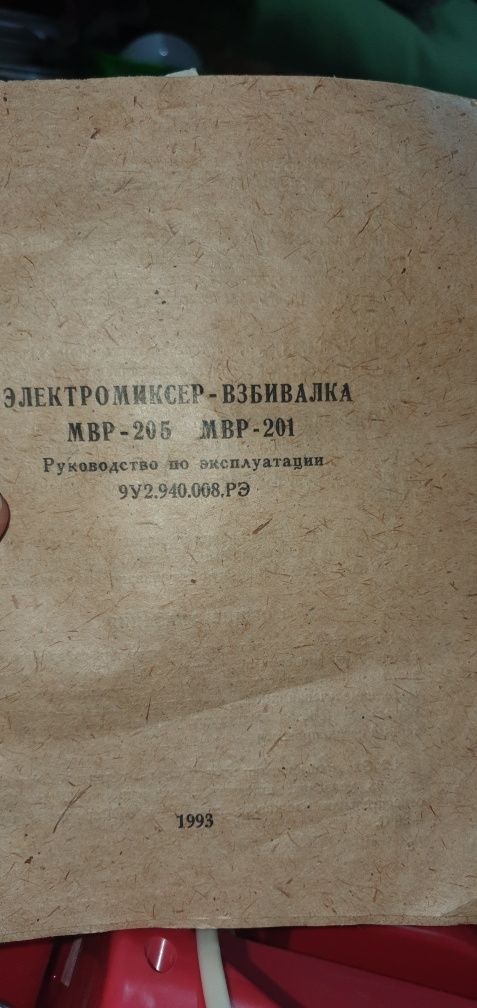 ЭЛЕКТРОМИКСЕР-ВЗБИВАЛКА
МВР-205 МВР-201
Руководство по эксплуатации
9У2.940.008.РЭ
1993